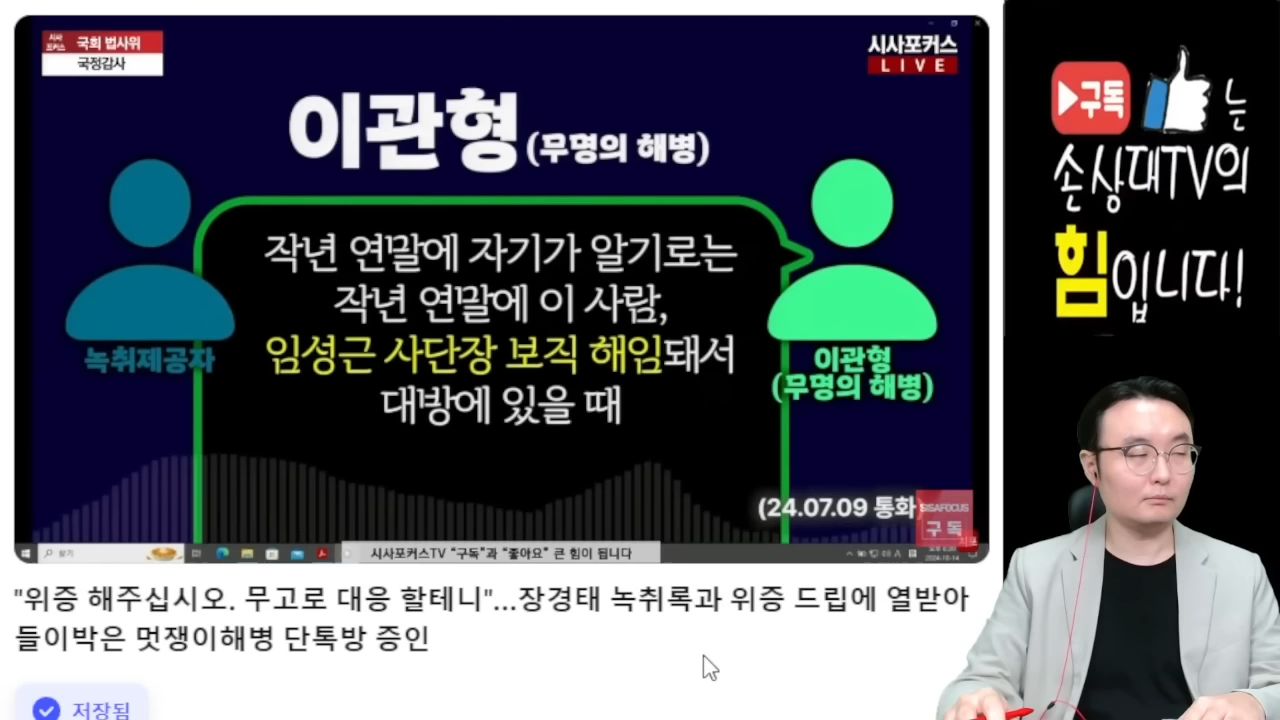 시사
포커스
국회 법사위
국정감사
시사포커스
LIVE
이관형(무명의 해병)
작년 연말에 자기가 알기로는
작년 연말에 이 사람,
임성근 사단장 보직 해임돼서
대방에 있을 때
녹취제공자
이관형
(무명의 해병)
(24.07.09 통화
SISAFOCUS
구독
찾기
시사포커스TV "구독"과 "좋아요" 큰 힘이 됩니다
2024-10-14
"위증 해주십시오. 무고로 대응 할테니"...장경태 녹취록과 위증 드립에 열받아
들이박은 멋쟁이해병 단톡방 증인
저장됨
구독 는
손상대TV의
힘입니다!